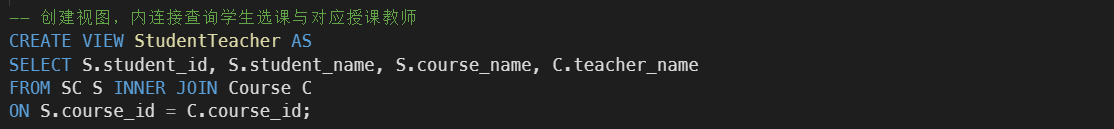 -- 创建视图，内连接查询学生选课与对应授课教师
CREATE VIEW StudentTeacher AS
SELECT S.student_id, S.student_name, S.course_name, C.teacher_name
FROM SC S INNER JOIN Course C
ON S.course_id = C.course_id;